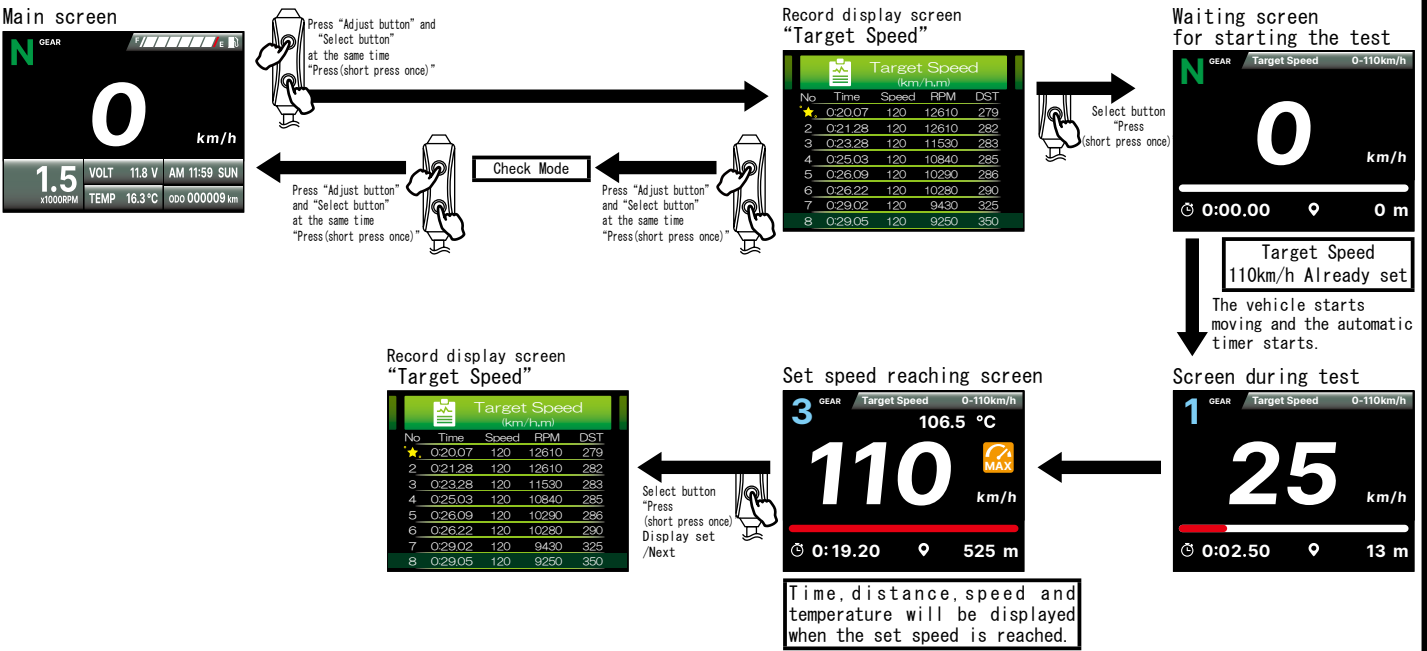 Main screen
N GEAR F E
0
km/h
1.5
x1000RPM
VOLT 11.8 V AM 11:59 SUN
TEMP 16.3°C ODO 000009 km
Press “Adjust button” and
“Select button”
at the same time
“Press(short press once)”
Record display screen
“Target Speed”
Target Speed
(km/h,m)
No Time Speed RPM DST
0:20.07 120 12610 279
2 0:21.28 120 12610 282
3 0:23.28 120 11530 283
4 0:25.03 120 10840 285
5 0:26.09 120 10290 286
6 0:26.22 120 10280 290
7 0:29.02 120 9430 325
8 0:29.05 120 9250 350
Select button
“Press
(short press once)
Waiting screen
for starting the test
N GEAR Target Speed 0-110km/h
0
km/h
0:00.00 0 m
Press “Adjust button”
and “Select button”
at the same time
“Press(short press once)”
Check Mode
Press “Adjust button”
and “Select button”
at the same time
“Press(short press once)”
Target Speed
110km/h Already set
The vehicle starts
moving and the automatic
timer starts.
Screen during test
1 GEAR Target Speed 0-110km/h
25
km/h
0:02.50 13 m
Set speed reaching screen
3 GEAR Target Speed 0-110km/h
106.5 °C
110
MAX
km/h
0:19.20 525 m
Time,distance,speed and
temperature will be displayed
when the set speed is reached.
Select button
“Press
(short press once)
Display set
/Next
Record display screen
“Target Speed”
Target Speed
(km/h,m)
No Time Speed RPM DST
0:20.07 120 12610 279
2 0:21.28 120 12610 282
3 0:23.28 120 11530 283
4 0:25.03 120 10840 285
5 0:26.09 120 10290 286
6 0:26.22 120 10280 290
7 0:29.02 120 9430 325
8 0:29.05 120 9250 350